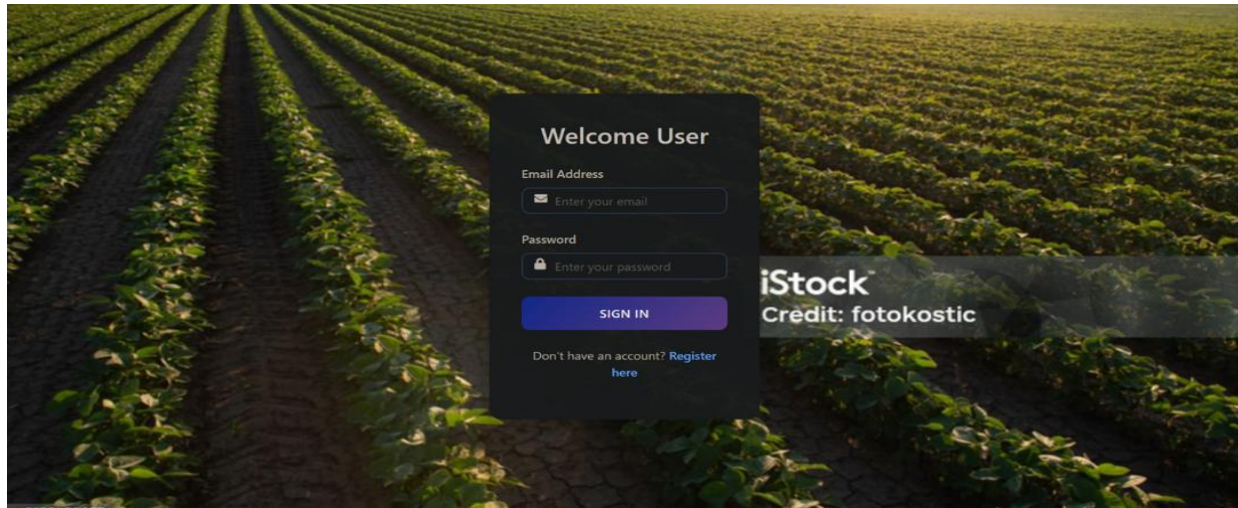 Welcome User
Email Address
Enter your email
Password
Enter your password
SIGN IN
Don't have an account? Register
here
iStock
Credit: fotokostic